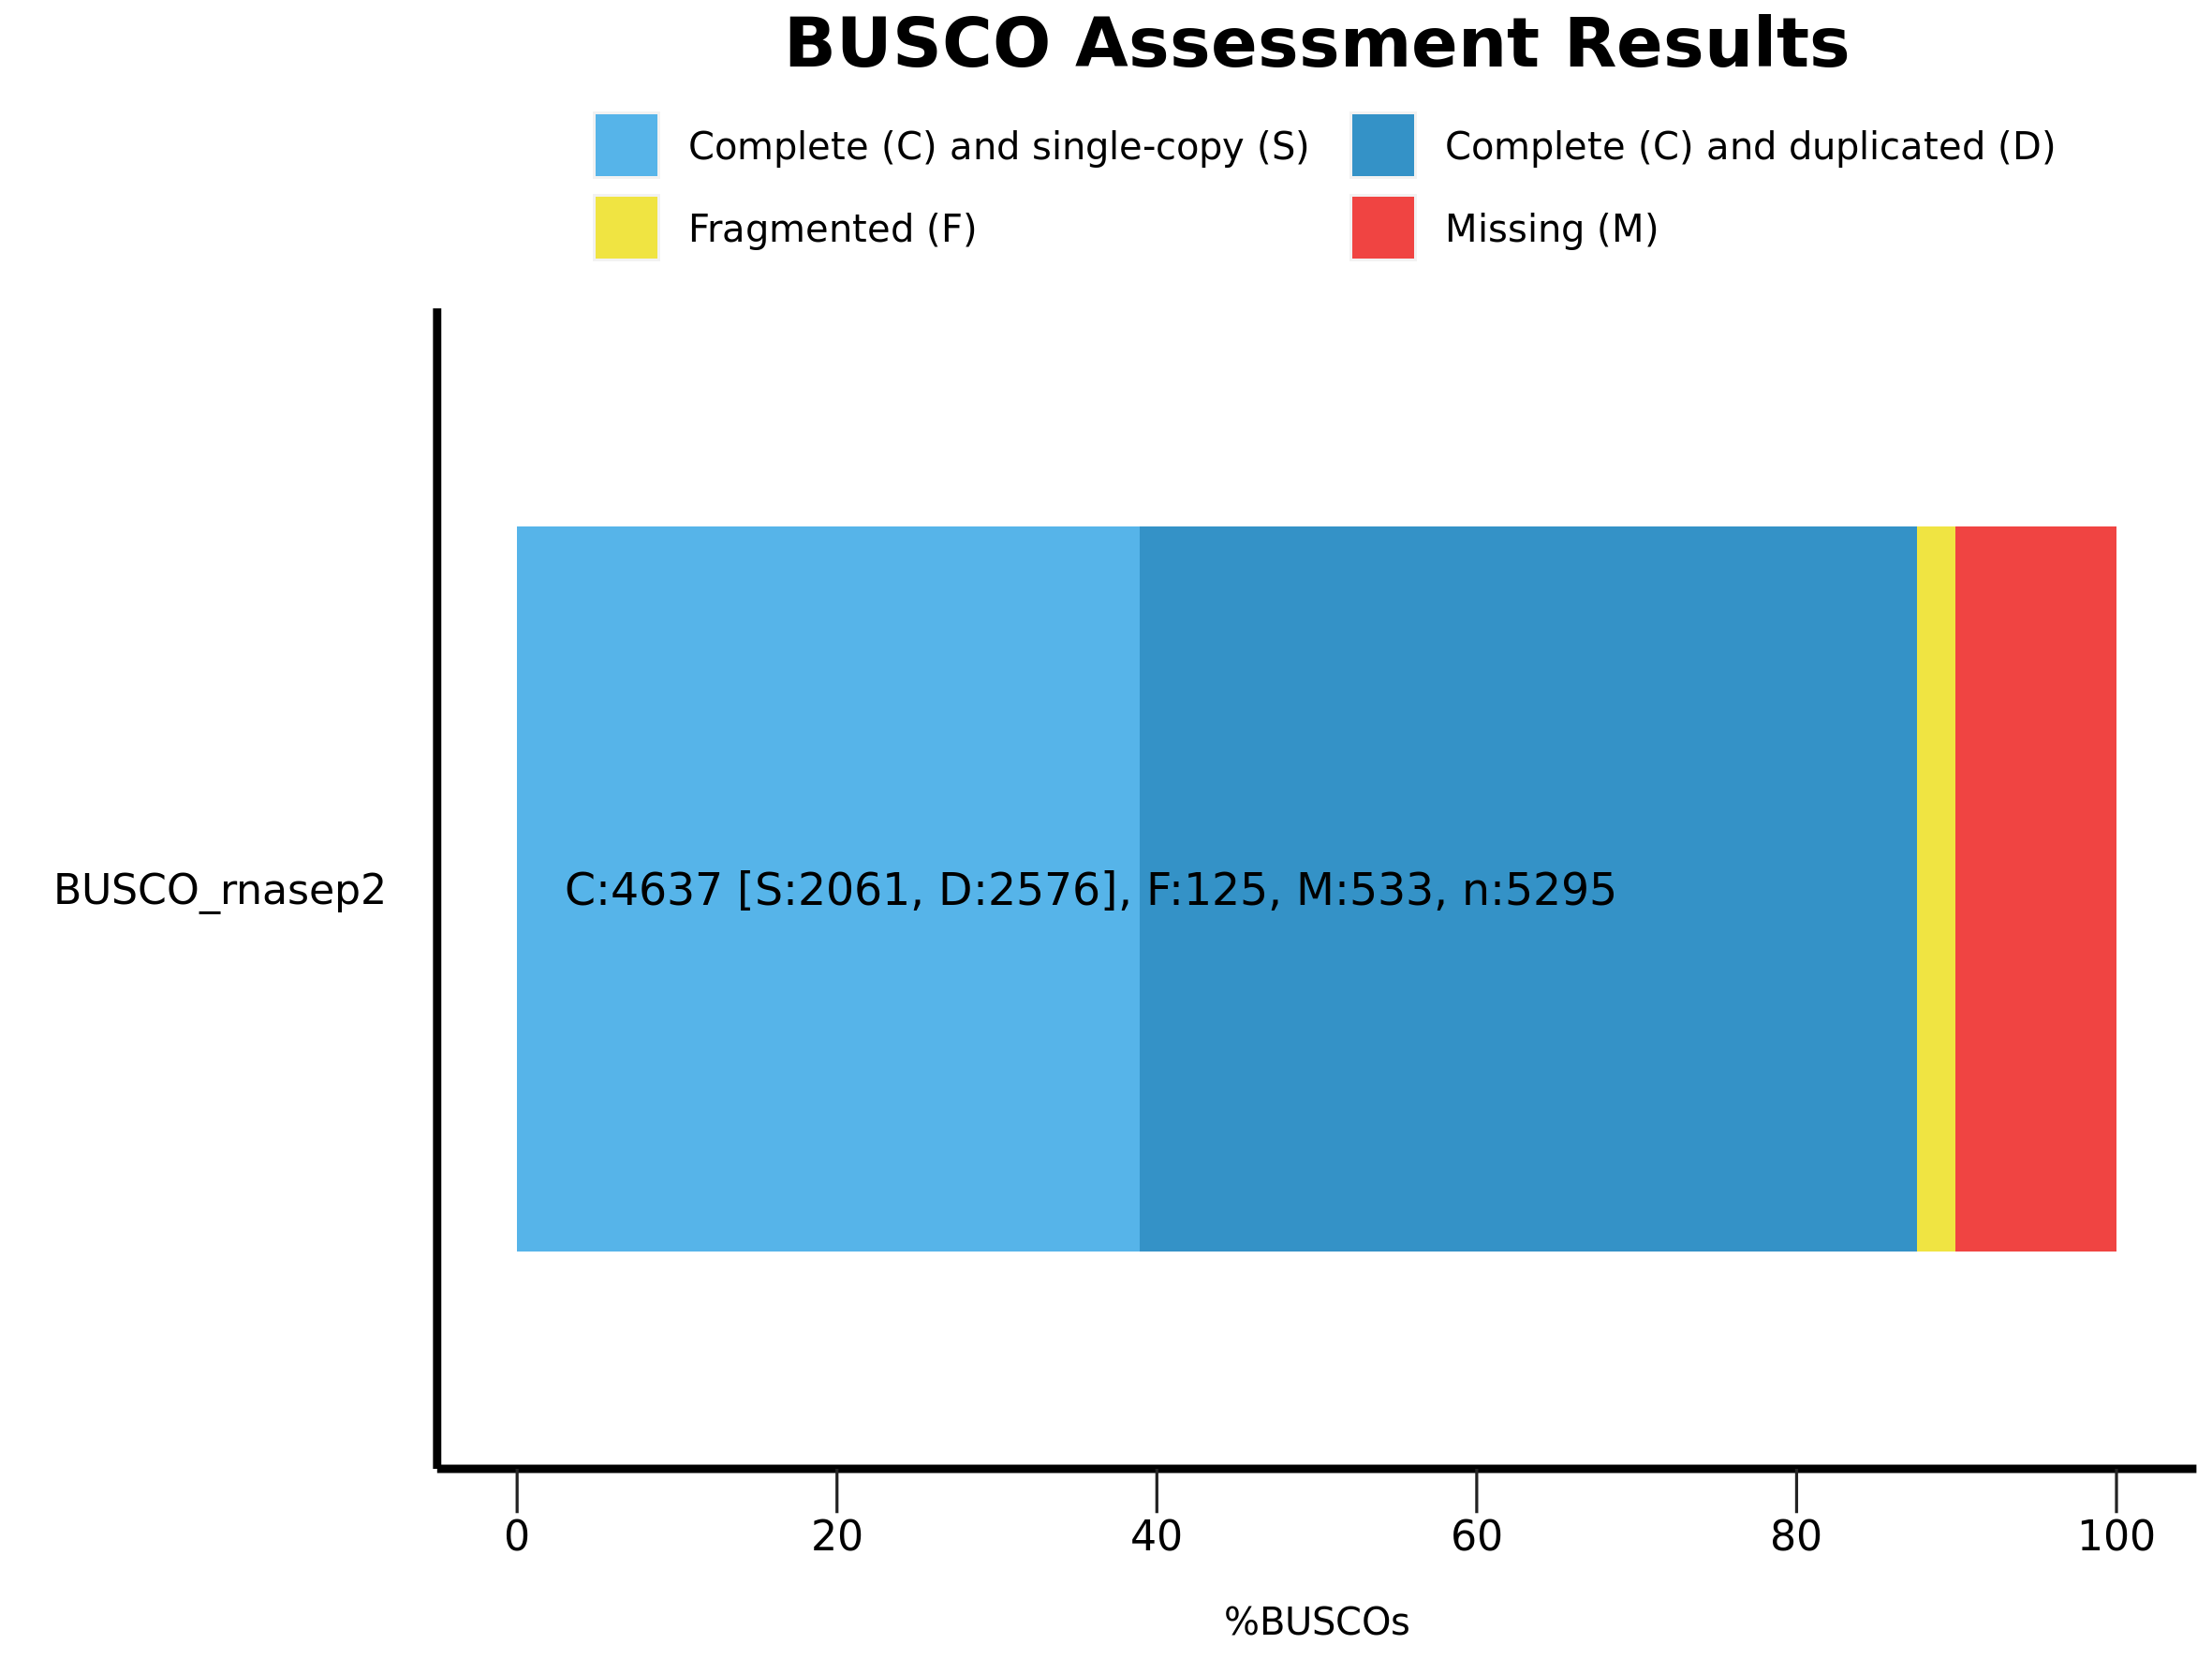 BUSCO Assessment Results
Complete (C) and single-copy (S) Complete (C) and duplicated (D)
Fragmented (F) Missing (M)
BUSCO_rnasep2 C:4637 [S:2061, D:2576], F:125, M:533, n:5295
0 20 40 60 80 100
%BUSCOs